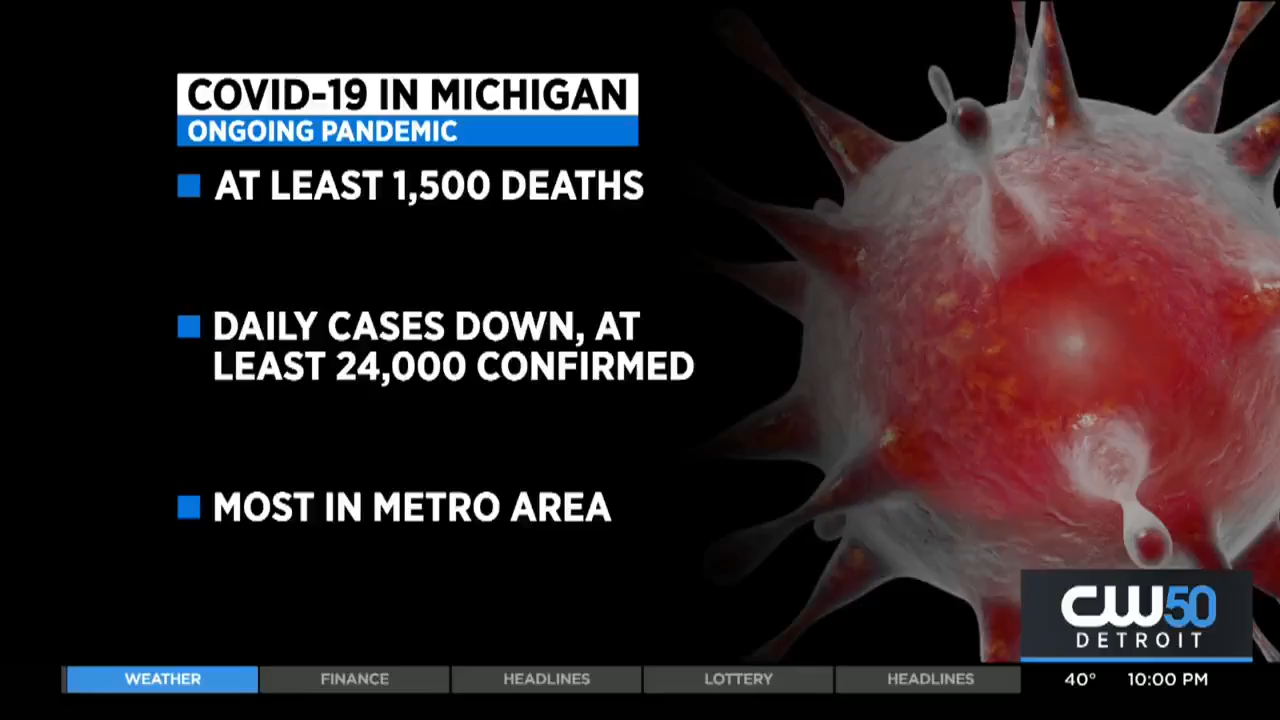 COVID-19 IN MICHIGAN
ONGOING PANDEMIC
AT LEAST 1,500 DEATHS
DAILY CASES DOWN, AT
LEAST 24,000 CONFIRMED
MOST IN METRO AREA
CW50
DETROIT
WEATHER FINANCE HEADLINES LOTTERY HEADLINES 40° 10:00 PM